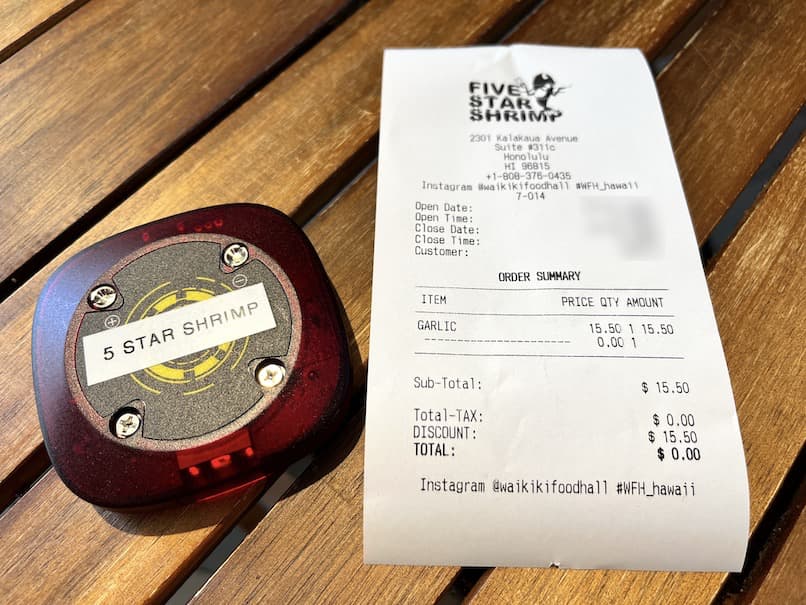 5 STAR SHRIMP
FIVE
STAR
SHRIMP
2301 Kalakaua Avenue
Suite #311c
Honolulu
HI 96815
+1-808-376-0435
Instagram @waikikifoodhall #WFH_hawaii
7-014
Open Date:
Open Time:
Close Date:
Close Time:
Customer:
ORDER SUMMARY
ITEM PRICE QTY AMOUNT
GARLIC 15.50 1 15.50
---------------------- 0.00 1
Sub-Total: $ 15.50
Total-TAX: $ 0.00
DISCOUNT: $ 15.50
TOTAL: $ 0.00
Instagram @waikikifoodhall #WFH_hawaii